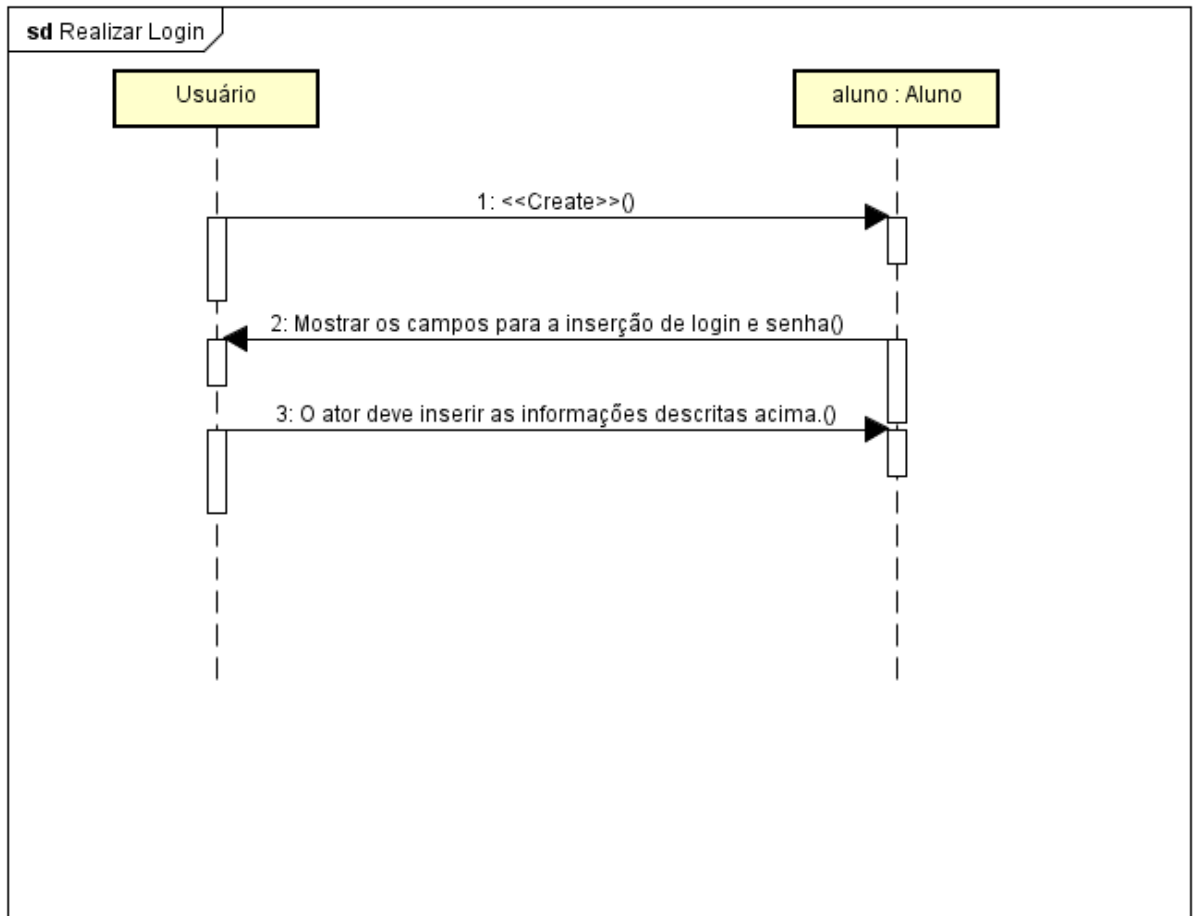 sd Realizar Login
Usuário
aluno : Aluno
1: <<Create>>()
2: Mostrar os campos para a inserção de login e senha()
3: O ator deve inserir as informações descritas acima.()